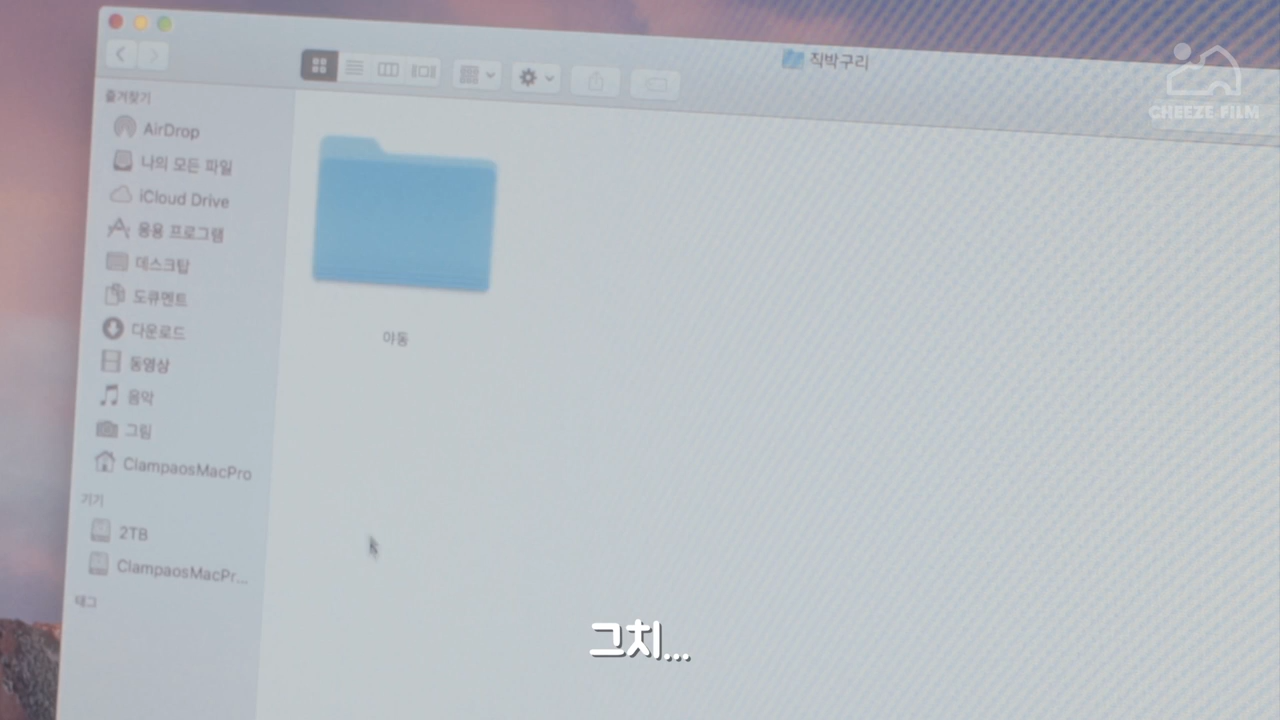 직박구리
CHEEZE FILM
즐겨찾기
AirDrop
나의 모든 파일
iCloud Drive
응용 프로그램
데스크탑
도큐멘트
다운로드
동영상
음악
그림
ClampaosMacPro
기기
2TB
ClampaosMacPr...
태그
야동
그치...